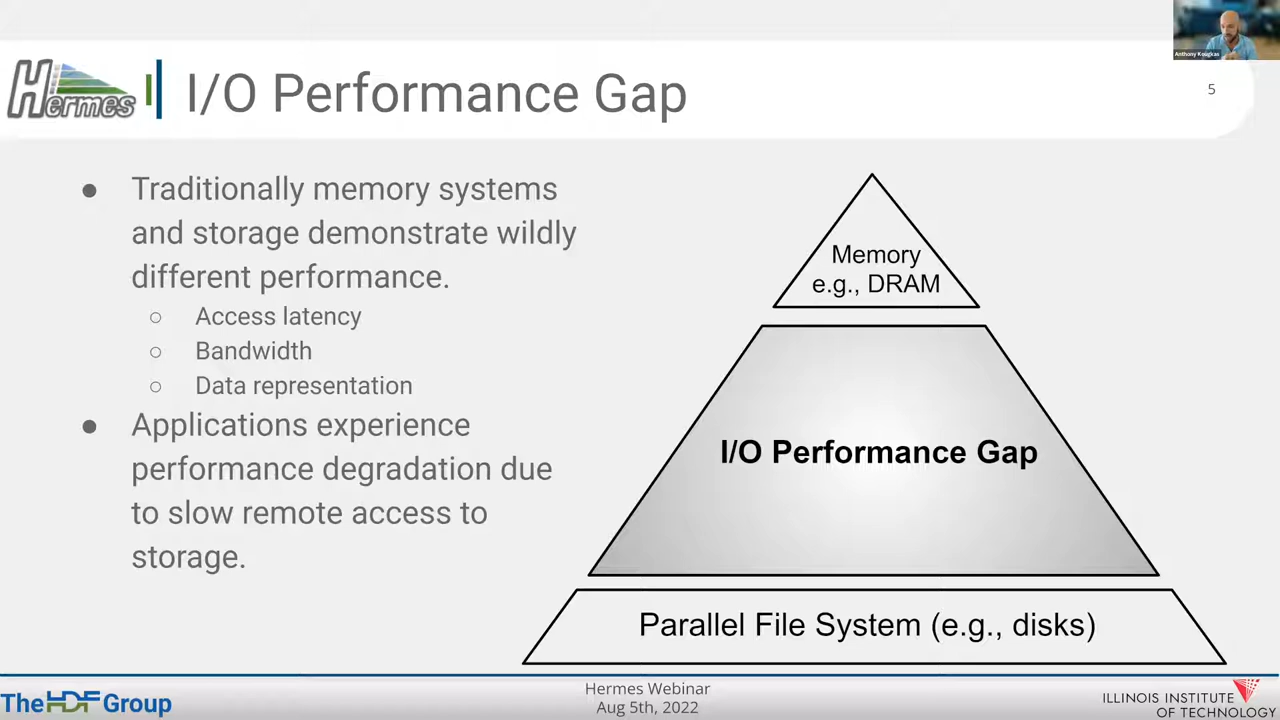 Anthony Kougkas
Hermes
I/O Performance Gap
5
● Traditionally memory systems
and storage demonstrate wildly
different performance.
○ Access latency
○ Bandwidth
○ Data representation
● Applications experience
performance degradation due
to slow remote access to
storage.
Memory
e.g., DRAM
I/O Performance Gap
Parallel File System (e.g., disks)
The HDF Group
Hermes Webinar
Aug 5th, 2022
ILLINOIS INSTITUTE
OF TECHNOLOGY